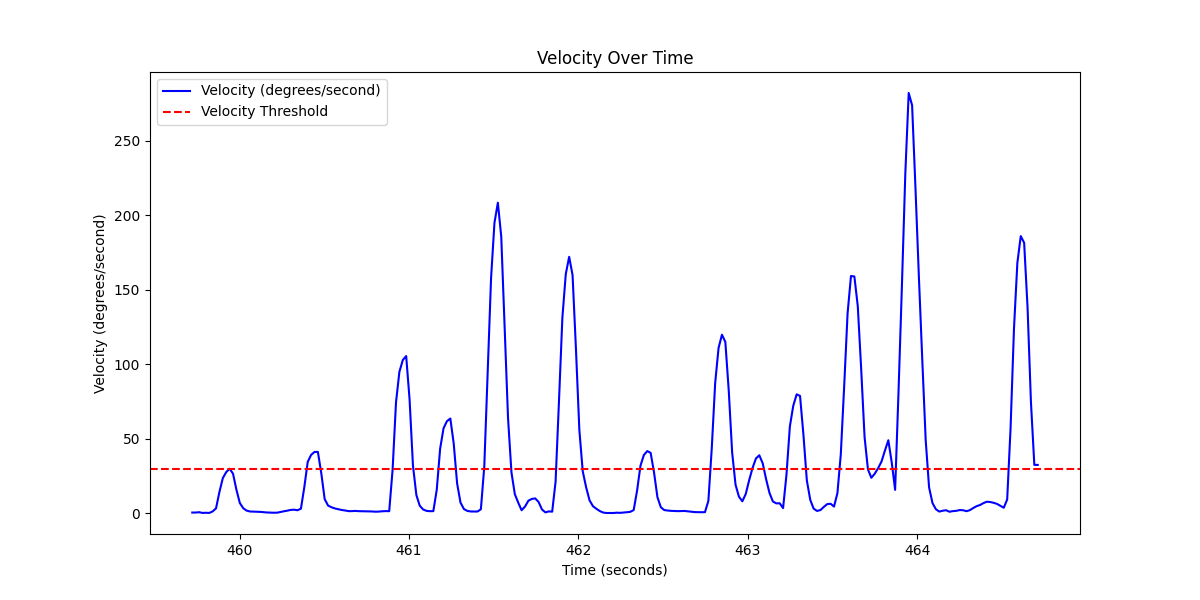 Velocity Over Time
Velocity (degrees/second)
Velocity Threshold
Velocity (degrees/second)
250
200
150
100
50
0
460
461
462
463
464
Time (seconds)